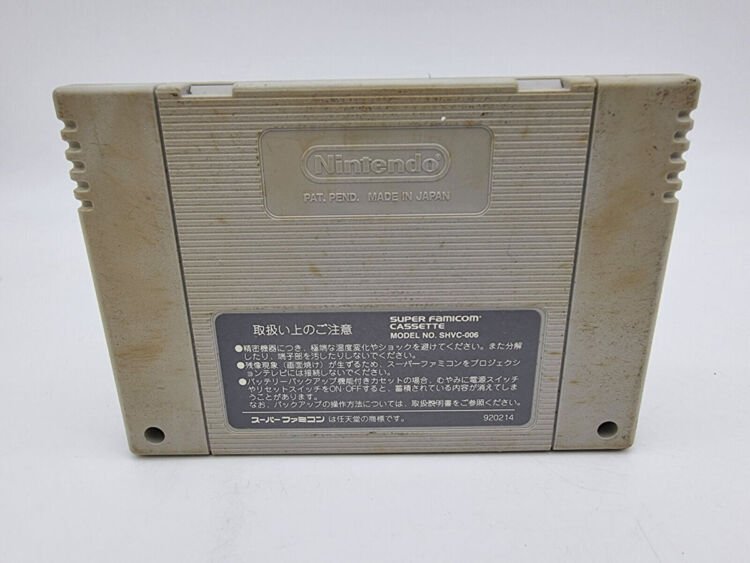 Nintendo®
PAT. PEND. MADE IN JAPAN
取扱い上のご注意
SUPER FAMICOM
CASSETTE
MODEL NO. SHVC-006
●精密機器につき、極端な温度変化やショックを避けてください。また分解
したり、端子部を汚したりしないでください。
●残像現象（画面焼け）が生ずるため、スーパーファミコンをプロジェクショ
ンテレビには接続しないでください。
●バッテリーバックアップ機能付きカセットの場合、むやみに電源スイッチ
やリセットスイッチをON・OFFすると、蓄積されている内容が消えてしま
うことがあります。
なお、バックアップの操作方法については、取扱説明書をご参照ください。
スーパーファミコン は任天堂の商標です。
920214